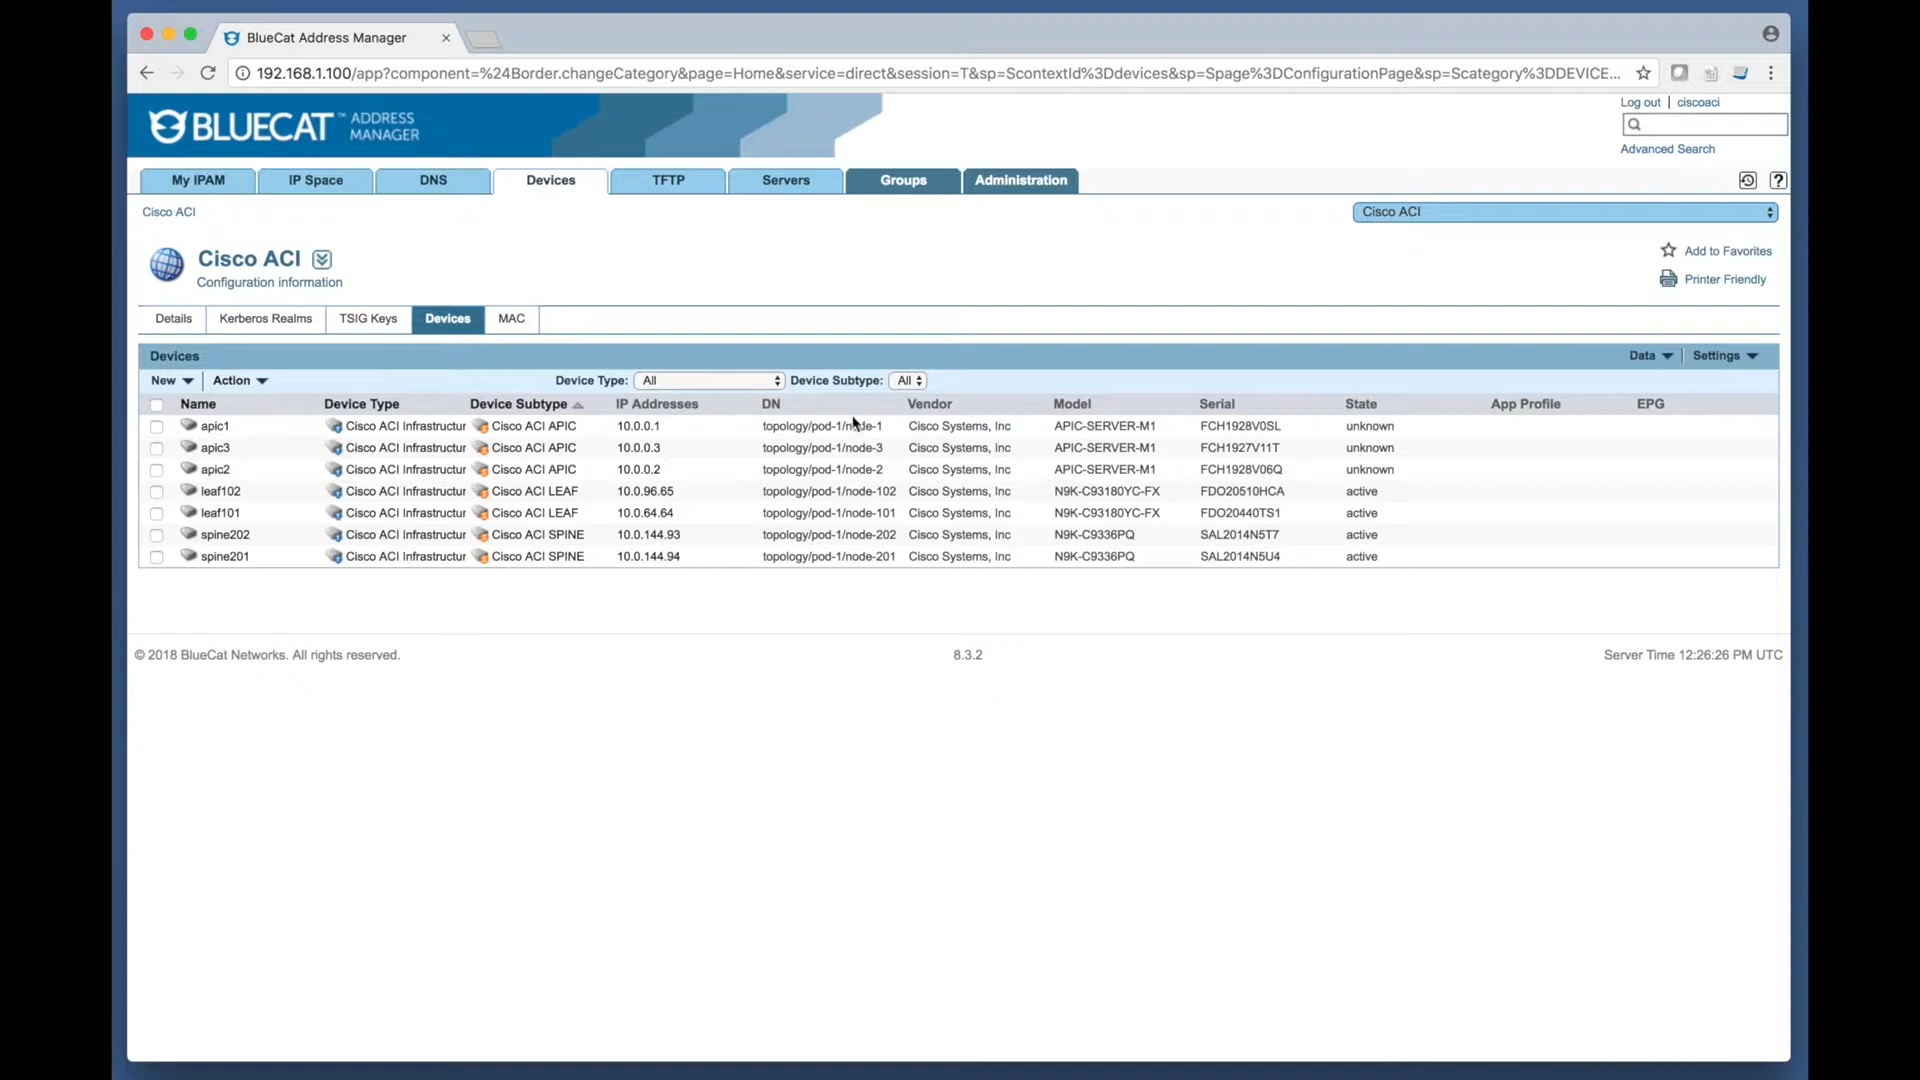 BlueCat Address Manager
192.168.1.100/app?component=%24Border.changeCategory&page=Home&service=direct&session=T&sp=ScontextId%3Ddevices&sp=Spage%3DConfigurationPage&sp=Scategory%3DDEVICE...
BLUECAT™ ADDRESS MANAGER
Log out | ciscoaci
Advanced Search
My IPAM IP Space DNS Devices TFTP Servers Groups Administration
Cisco ACI Cisco ACI
Cisco ACI
Configuration information
Add to Favorites
Printer Friendly
Details Kerberos Realms TSIG Keys Devices MAC
Devices Data Settings
New Action Device Type: All Device Subtype: All
Name Device Type Device Subtype IP Addresses DN Vendor Model Serial State App Profile EPG
apic1 Cisco ACI Infrastructur Cisco ACI APIC 10.0.0.1 topology/pod-1/node-1 Cisco Systems, Inc APIC-SERVER-M1 FCH1928V0SL unknown
apic3 Cisco ACI Infrastructur Cisco ACI APIC 10.0.0.3 topology/pod-1/node-3 Cisco Systems, Inc APIC-SERVER-M1 FCH1927V11T unknown
apic2 Cisco ACI Infrastructur Cisco ACI APIC 10.0.0.2 topology/pod-1/node-2 Cisco Systems, Inc APIC-SERVER-M1 FCH1928V06Q unknown
leaf102 Cisco ACI Infrastructur Cisco ACI LEAF 10.0.96.65 topology/pod-1/node-102 Cisco Systems, Inc N9K-C93180YC-FX FDO20510HCA active
leaf101 Cisco ACI Infrastructur Cisco ACI LEAF 10.0.64.64 topology/pod-1/node-101 Cisco Systems, Inc N9K-C93180YC-FX FDO20440TS1 active
spine202 Cisco ACI Infrastructur Cisco ACI SPINE 10.0.144.93 topology/pod-1/node-202 Cisco Systems, Inc N9K-C9336PQ SAL2014N5T7 active
spine201 Cisco ACI Infrastructur Cisco ACI SPINE 10.0.144.94 topology/pod-1/node-201 Cisco Systems, Inc N9K-C9336PQ SAL2014N5U4 active
© 2018 BlueCat Networks. All rights reserved. 8.3.2 Server Time 12:26:26 PM UTC